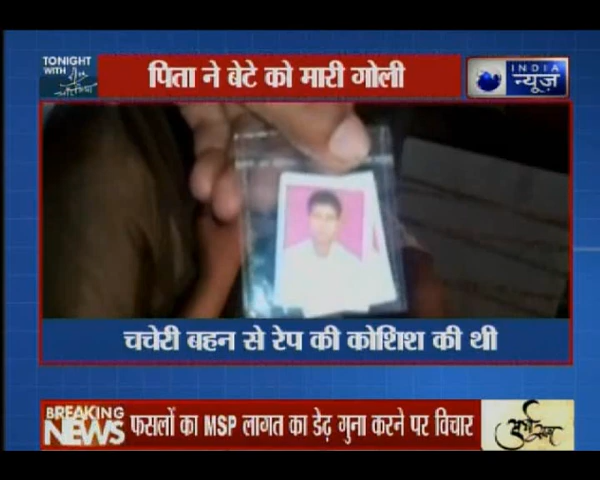 TONIGHT
WITH
पिता ने बेटे को मारी गोली
INDIA
न्यूज़
चचेरी बहन से रेप की कोशिश की थी
BREAKING
NEWS
फसलों का MSP लागत का डेढ़ गुना करने पर विचार